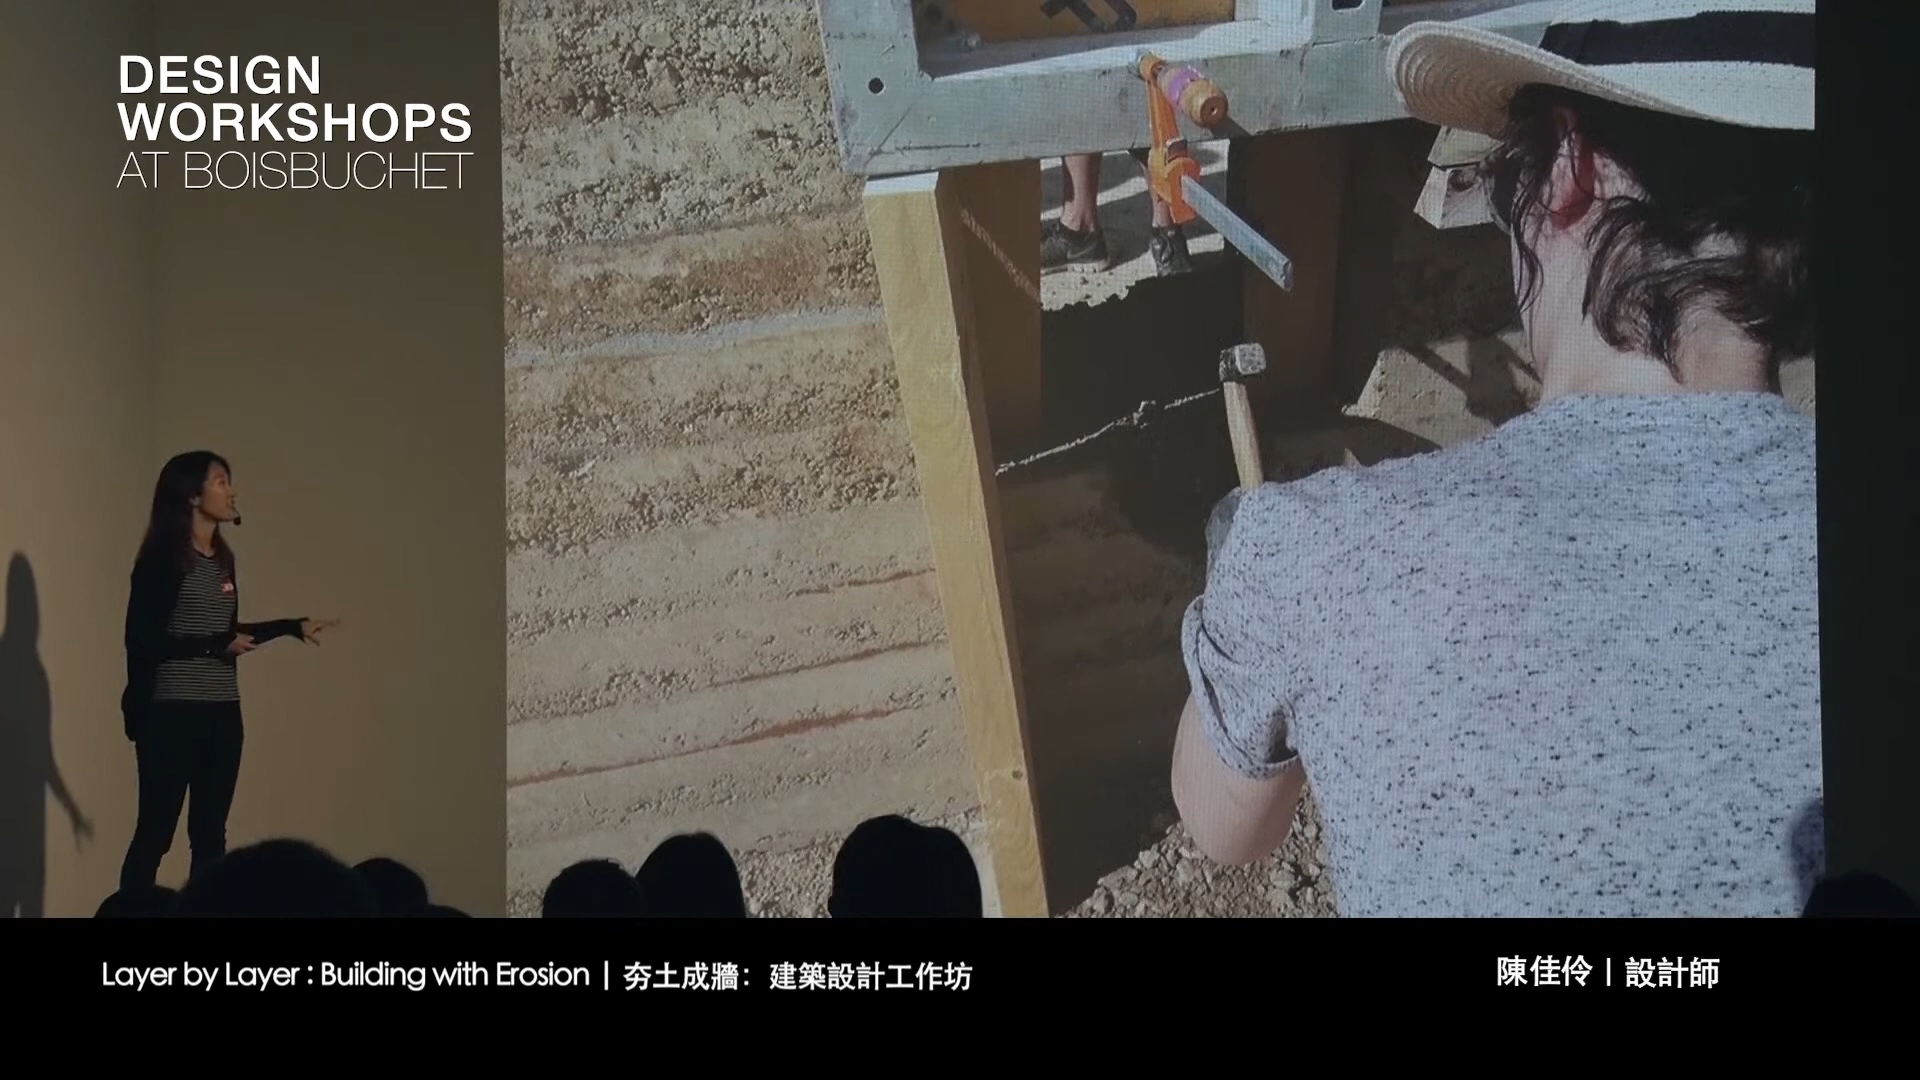 DESIGN
WORKSHOPS
AT BOISBUCHET
Layer by Layer : Building with Erosion | 夯土成牆：建築設計工作坊
陳佳伶 | 設計師